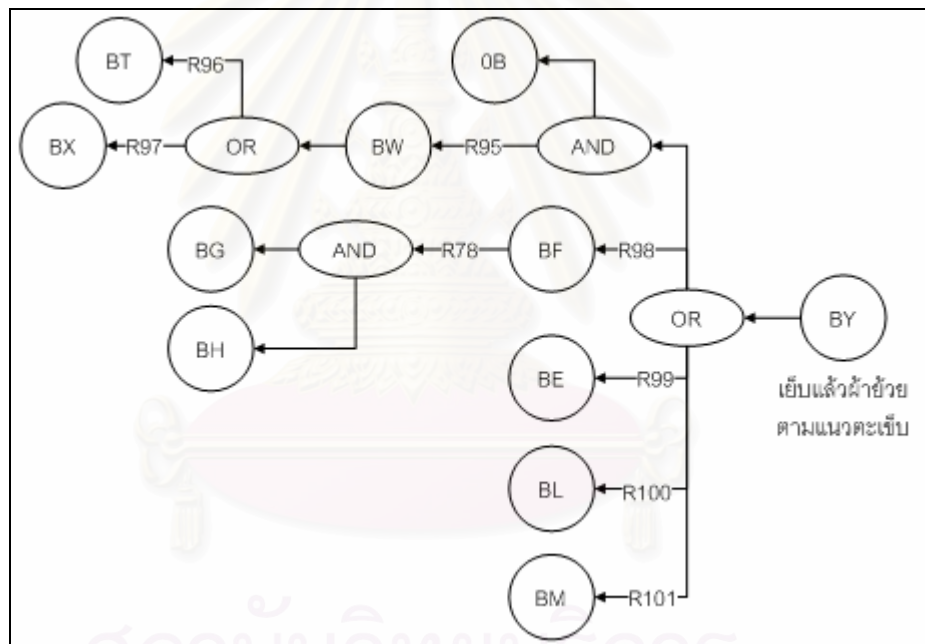 BT
R96
0B
BX
R97
OR
BW
R95
AND
BG
AND
R78
BF
R98
OR
BY
BH
BE
R99
เย็บแล้วผ้าย้วย
ตามแนวตะเข็บ
BL
R100
BM
R101